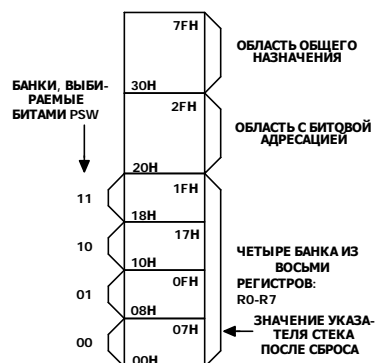 7FH
ОБЛАСТЬ ОБЩЕГО
НАЗНАЧЕНИЯ
БАНКИ, ВЫБИ-
РАЕМЫЕ
БИТАМИ PSW
30H
2FH
ОБЛАСТЬ С БИТОВОЙ
АДРЕСАЦИЕЙ
20H
11
1FH
18H
10
17H
10H
ЧЕТЫРЕ БАНКА ИЗ
ВОСЬМИ
РЕГИСТРОВ:
R0-R7
01
0FH
08H
00
07H
00H
ЗНАЧЕНИЕ УКАЗА-
ТЕЛЯ СТЕКА
ПОСЛЕ СБРОСА